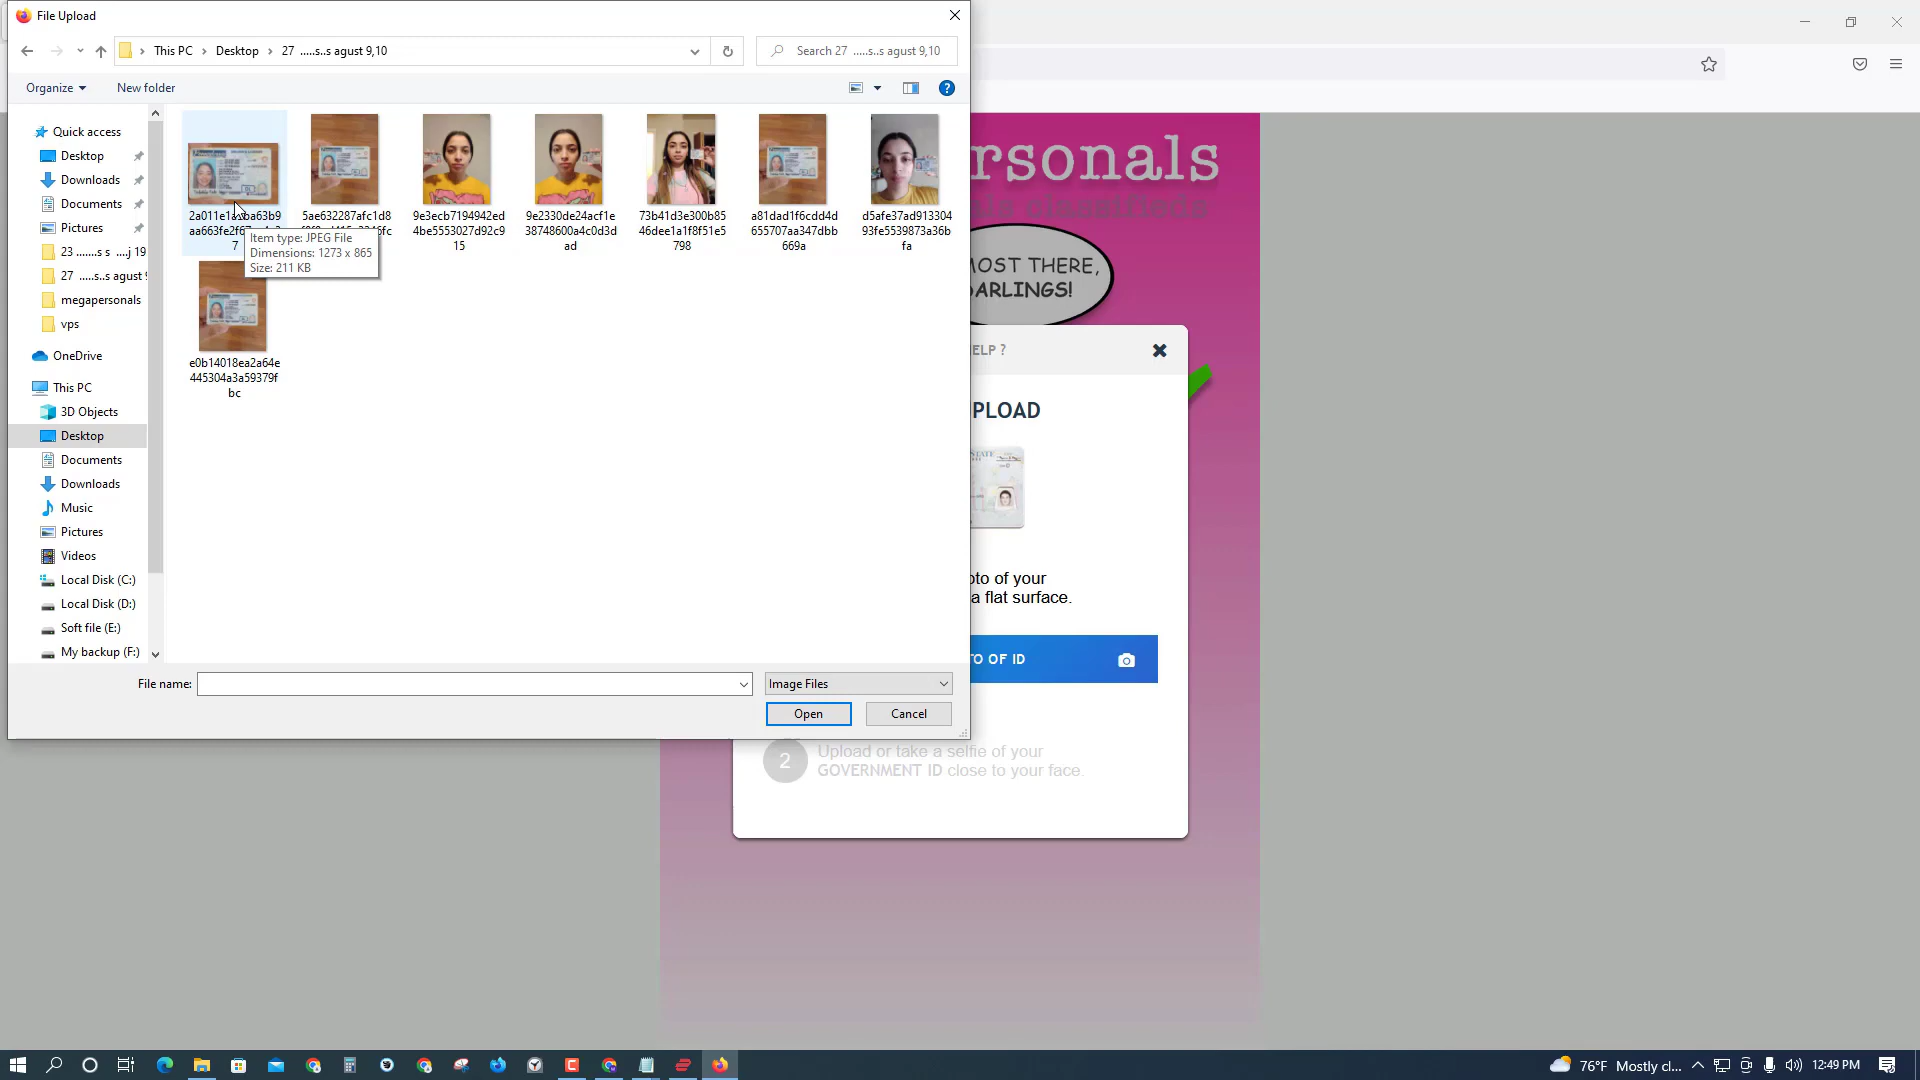 File Upload
This PC
Desktop
27 .....s..s agust 9,10
Search 27 .....s..s agust 9,10
Organize
New folder
Quick access
Desktop
Downloads
Documents
Pictures
23 .......s s ....j 19
27 .....s..s agust
megapersonals
vps
OneDrive
This PC
3D Objects
Desktop
Documents
Downloads
Music
Pictures
Videos
Local Disk (C:)
Local Disk (D:)
Soft file (E:)
My backup (F:)
9e3ecb7194942ed
4be5553027d92c9
15
9e2330de24acf1e
38748600a4c0d3d
ad
73b41d3e300b85
46dee1a1f8f51e5
798
a81dad1f6cdd4d
655707aa347dbb
669a
d5afe37ad913304
93fe5539873a36b
fa
5ae632287afc1d8
Item type: JPEG File
Dimensions: 1273 x 865
Size: 211 KB
e0b14018ea2a64e
445304a3a59379f
bc
File name:
Image Files
Open
Cancel
rsonals
als classifieds
MOST THERE,
ARLINGS!
ELP ?
PLOAD
oto of your
a flat surface.
TO OF ID
2
Upload or take a selfie of your
GOVERNMENT ID close to your face.
76°F Mostly cl...
12:49 PM